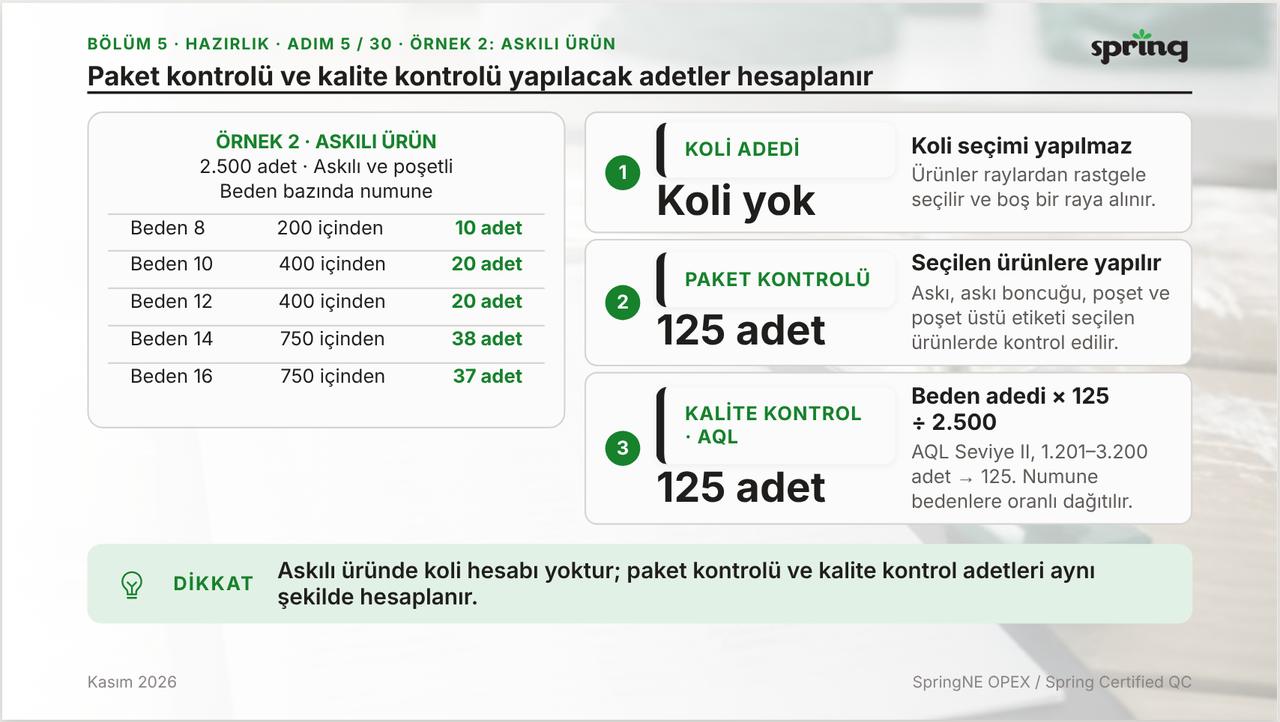 BÖLÜM 5 · HAZIRLIK · ADIM 5 / 30 · ÖRNEK 2: ASKILI ÜRÜN
spring
Paket kontrolü ve kalite kontrolü yapılacak adetler hesaplanır
ÖRNEK 2 · ASKILI ÜRÜN
2.500 adet · Askılı ve poşetli
Beden bazında numune
Beden 8 200 içinden 10 adet
Beden 10 400 içinden 20 adet
Beden 12 400 içinden 20 adet
Beden 14 750 içinden 38 adet
Beden 16 750 içinden 37 adet
1
KOLİ ADEDİ
Koli yok
Koli seçimi yapılmaz
Ürünler raylardan rastgele
seçilir ve boş bir raya alınır.
2
PAKET KONTROLÜ
125 adet
Seçilen ürünlere yapılır
Askı, askı boncuğu, poşet ve
poşet üstü etiketi seçilen
ürünlerde kontrol edilir.
3
KALİTE KONTROL
· AQL
125 adet
Beden adedi × 125
÷ 2.500
AQL Seviye II, 1.201–3.200
adet → 125. Numune
bedenlere oranlı dağıtılır.
DİKKAT
Askılı üründe koli hesabı yoktur; paket kontrolü ve kalite kontrol adetleri aynı
şekilde hesaplanır.
Kasım 2026
SpringNE OPEX / Spring Certified QC